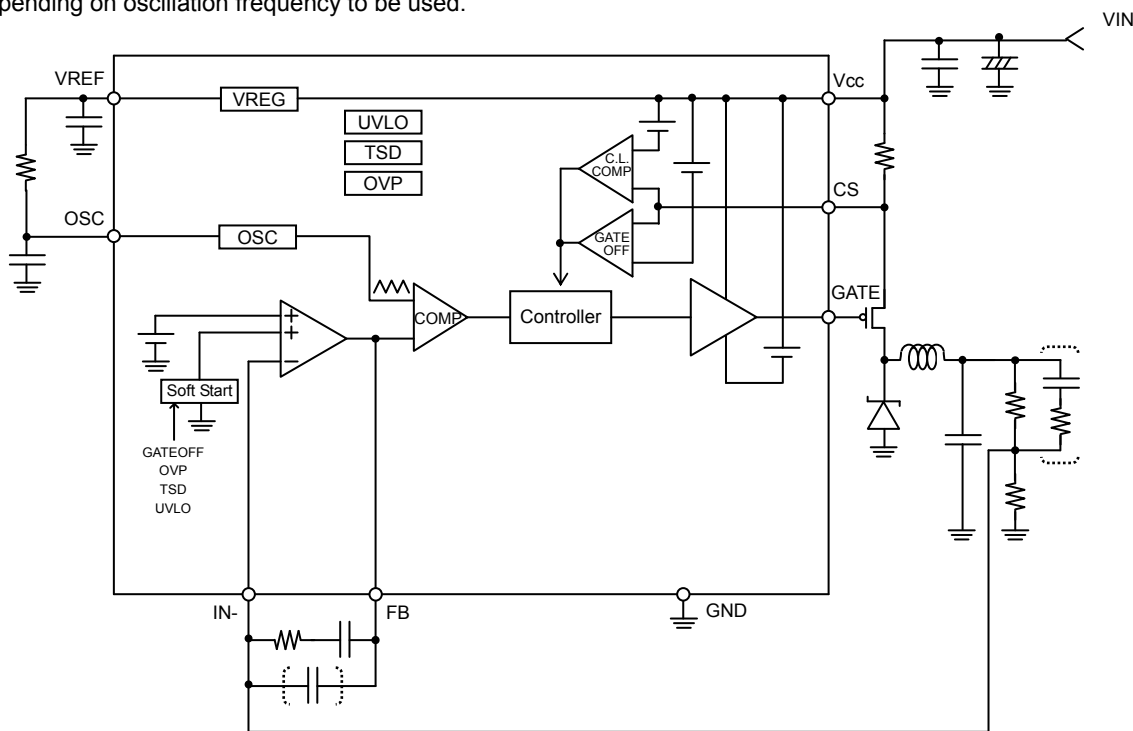 pending on oscillation frequency to be used.
VIN
VREF
VREG
Vcc
UVLO
TSD
OVP
C.L.
COMP
CS
OSC
OSC
GATE
OFF
GATE
COMP
Controller
Soft Start
GATEOFF
OVP
TSD
UVLO
IN-
FB
GND